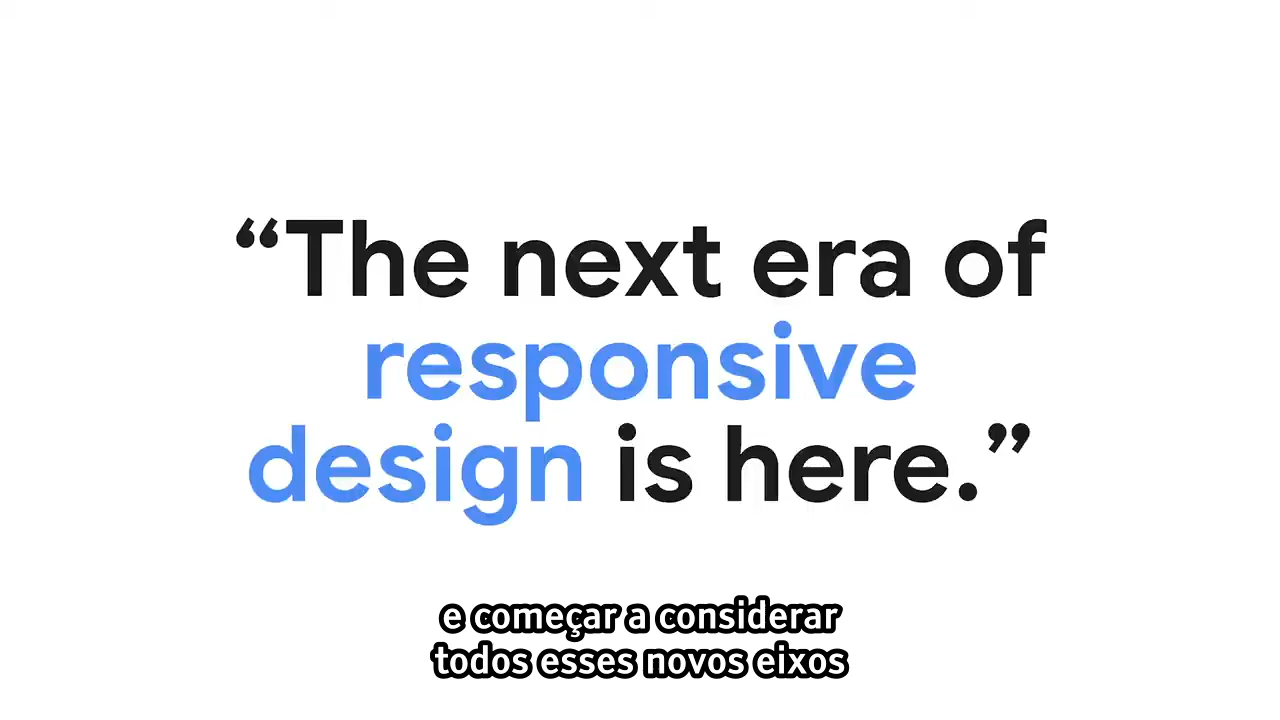 “The next era of
responsive
design is here.”
e começar a considerar
todos esses novos eixos